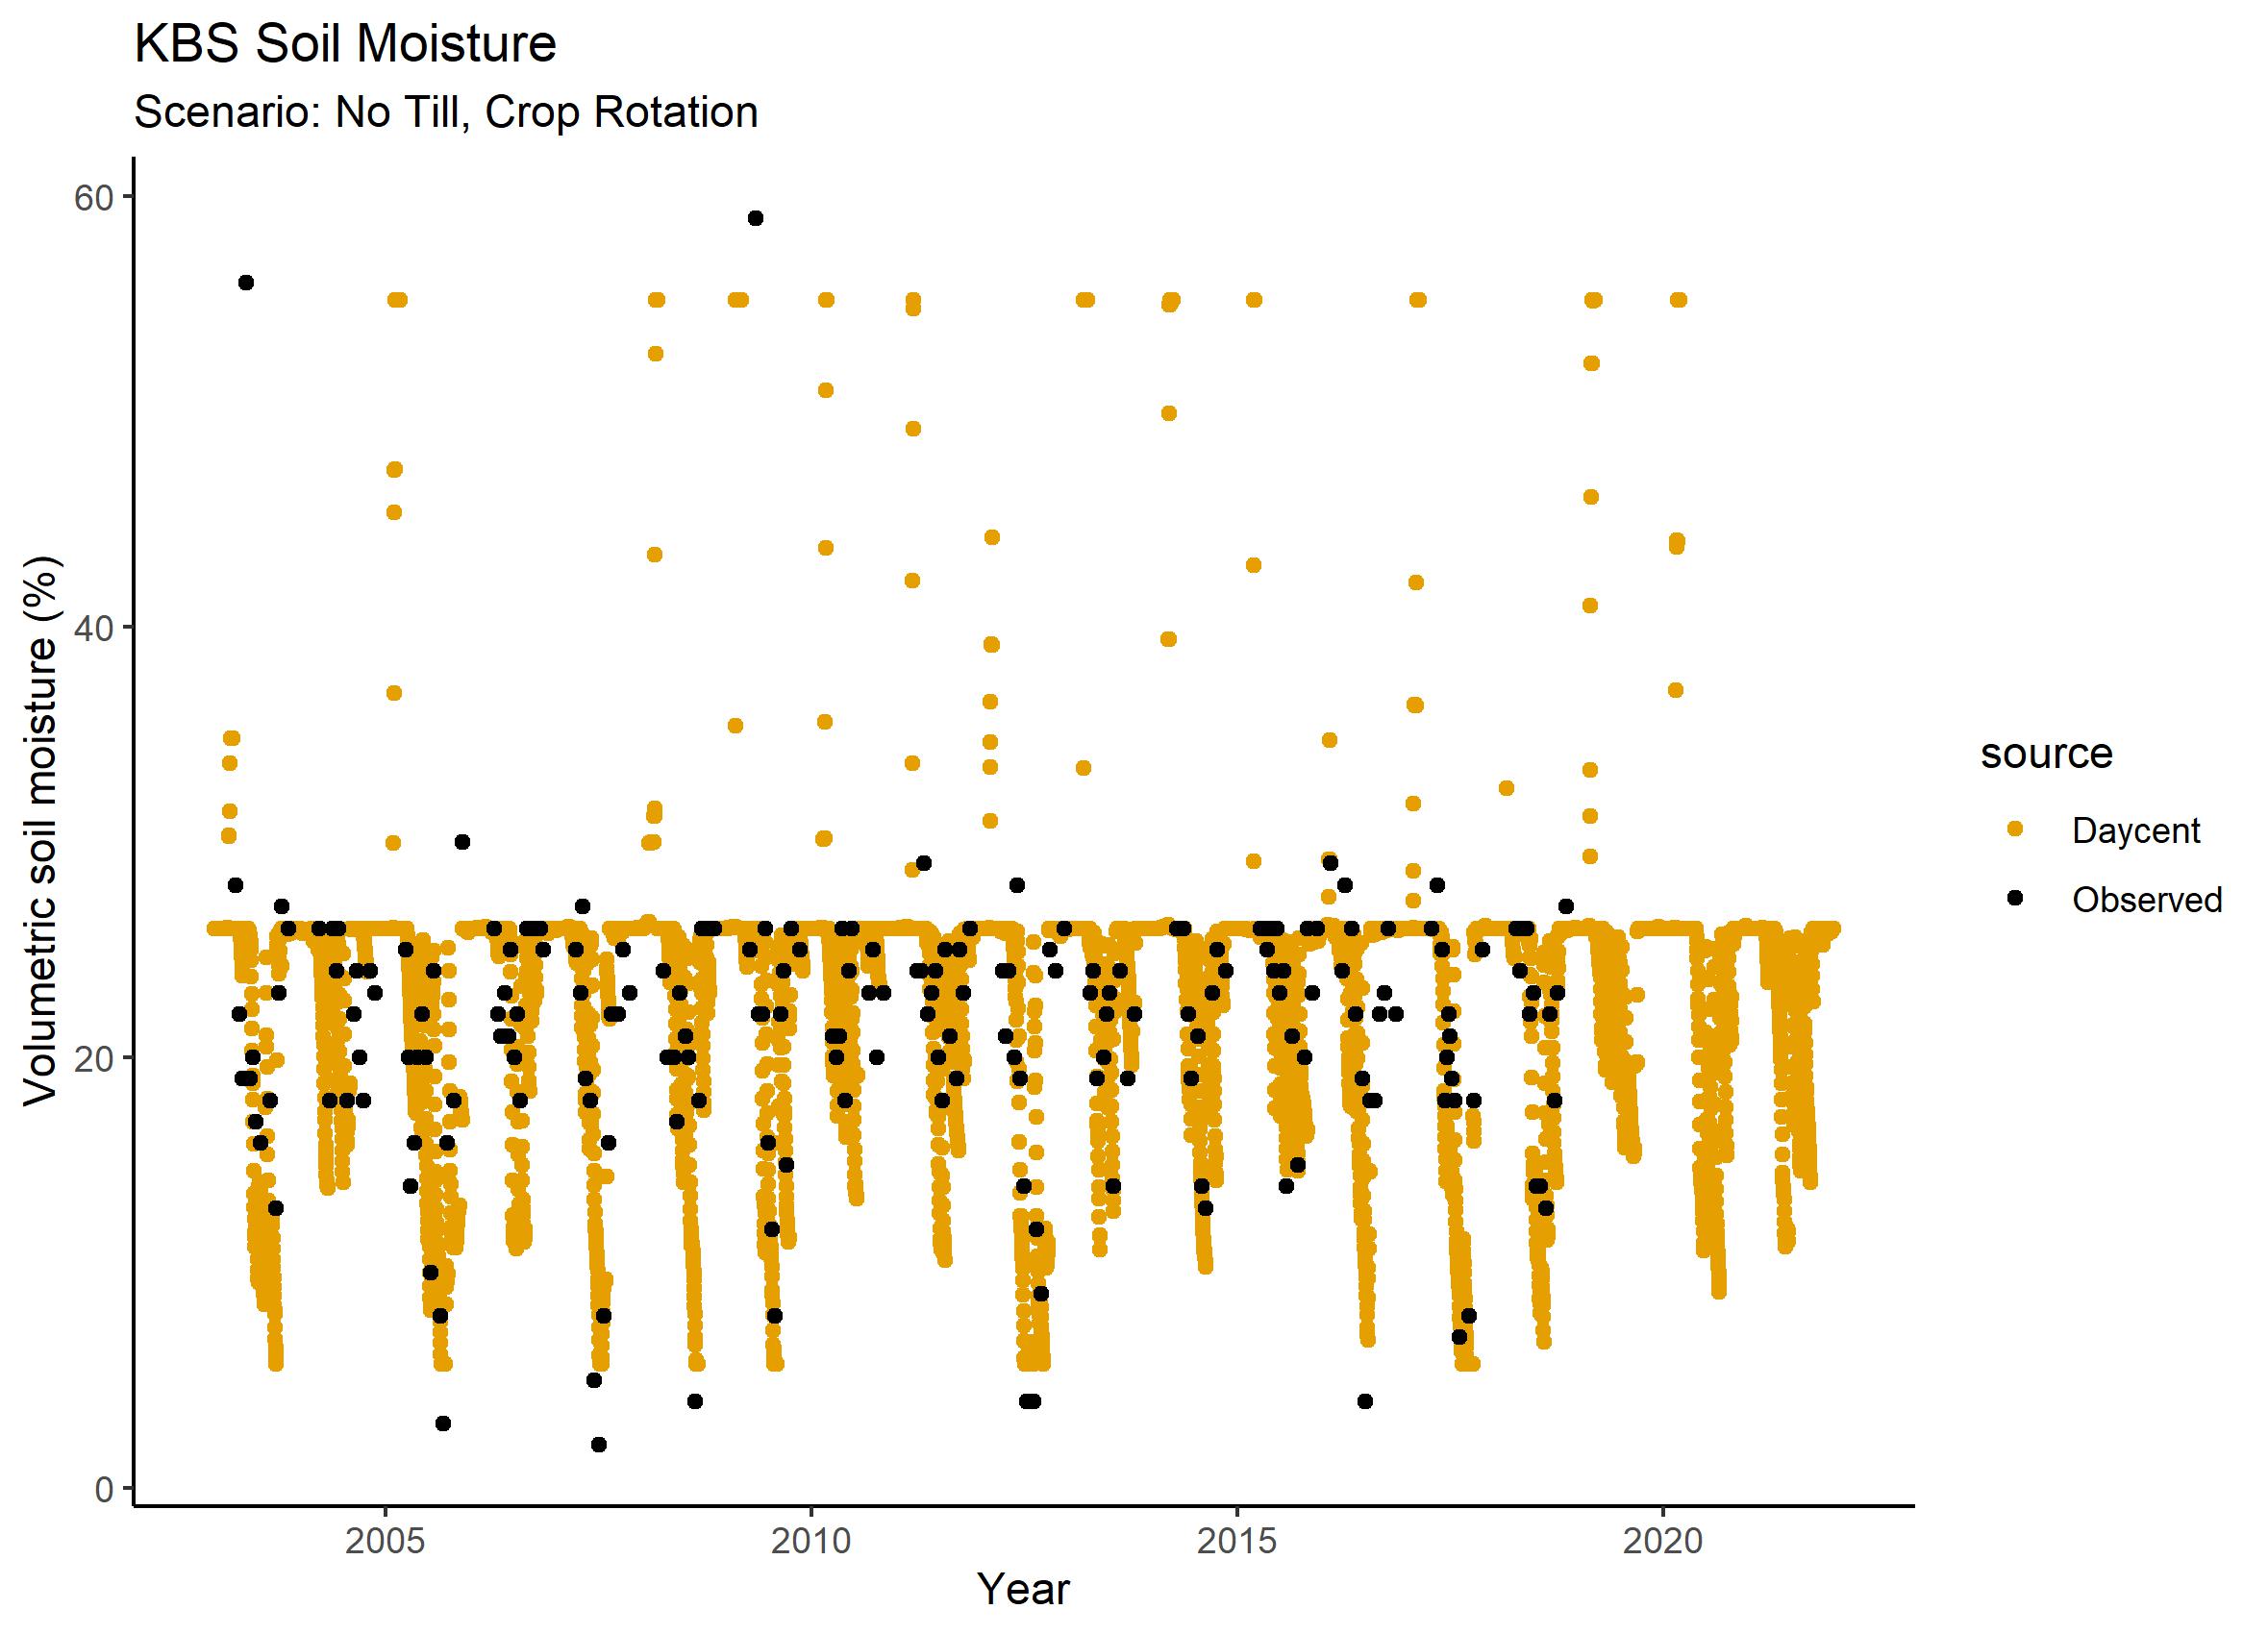 KBS Soil Moisture
Scenario: No Till, Crop Rotation
Volumetric soil moisture (%)
60
40
20
0
2005 2010 2015 2020
Year
source
Daycent
Observed